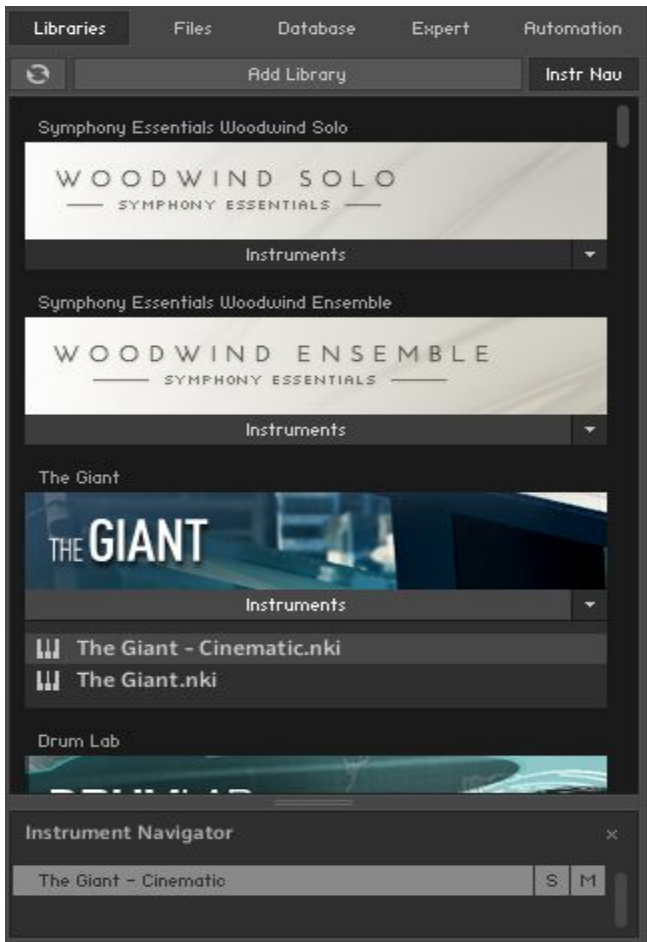 Libraries Files Database Expert Automation
Add Library Instr Nav
Symphony Essentials Woodwind Solo
WOODWIND SOLO
SYMPHONY ESSENTIALS
Instruments
Symphony Essentials Woodwind Ensemble
WOODWIND ENSEMBLE
SYMPHONY ESSENTIALS
Instruments
The Giant
THE GIANT
Instruments
The Giant - Cinematic.nki
The Giant.nki
Drum Lab
DRUMLAB
Instrument Navigator ×
The Giant - Cinematic S M